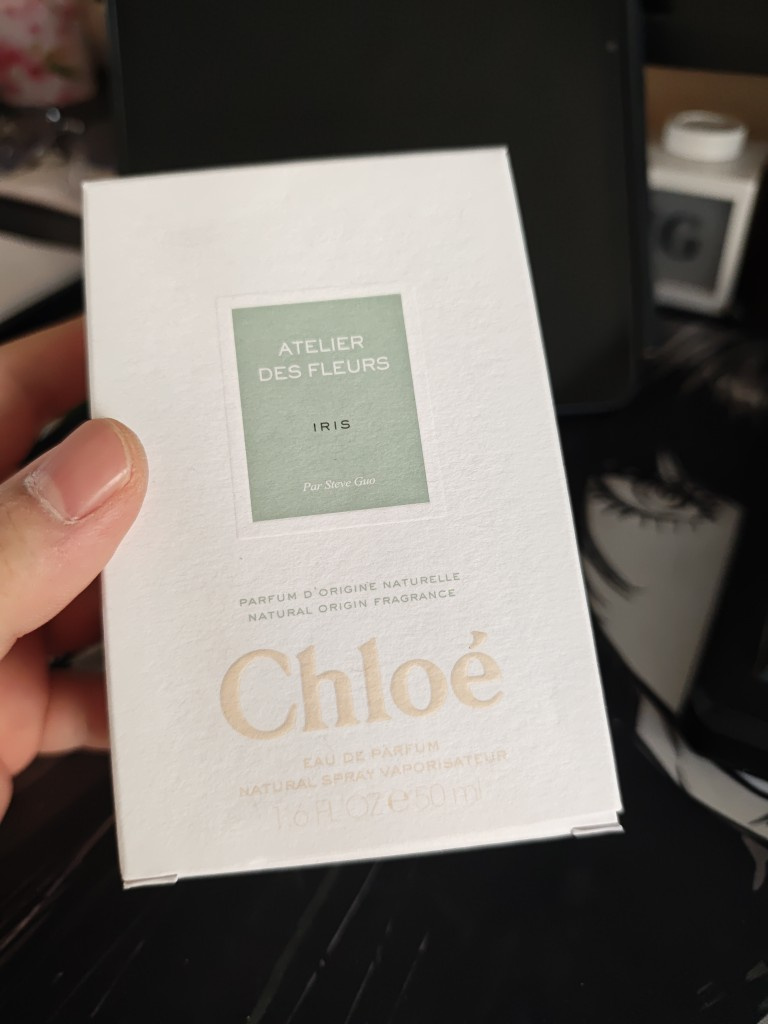 ATELIER
DES FLEURS
IRIS
Par Steve Guo
PARFUM D'ORIGINE NATURELLE
NATURAL ORIGIN FRAGRANCE
Chloé
EAU DE PARFUM
NATURAL SPRAY VAPORISATEUR
1.6 FL.OZ e 50 ml